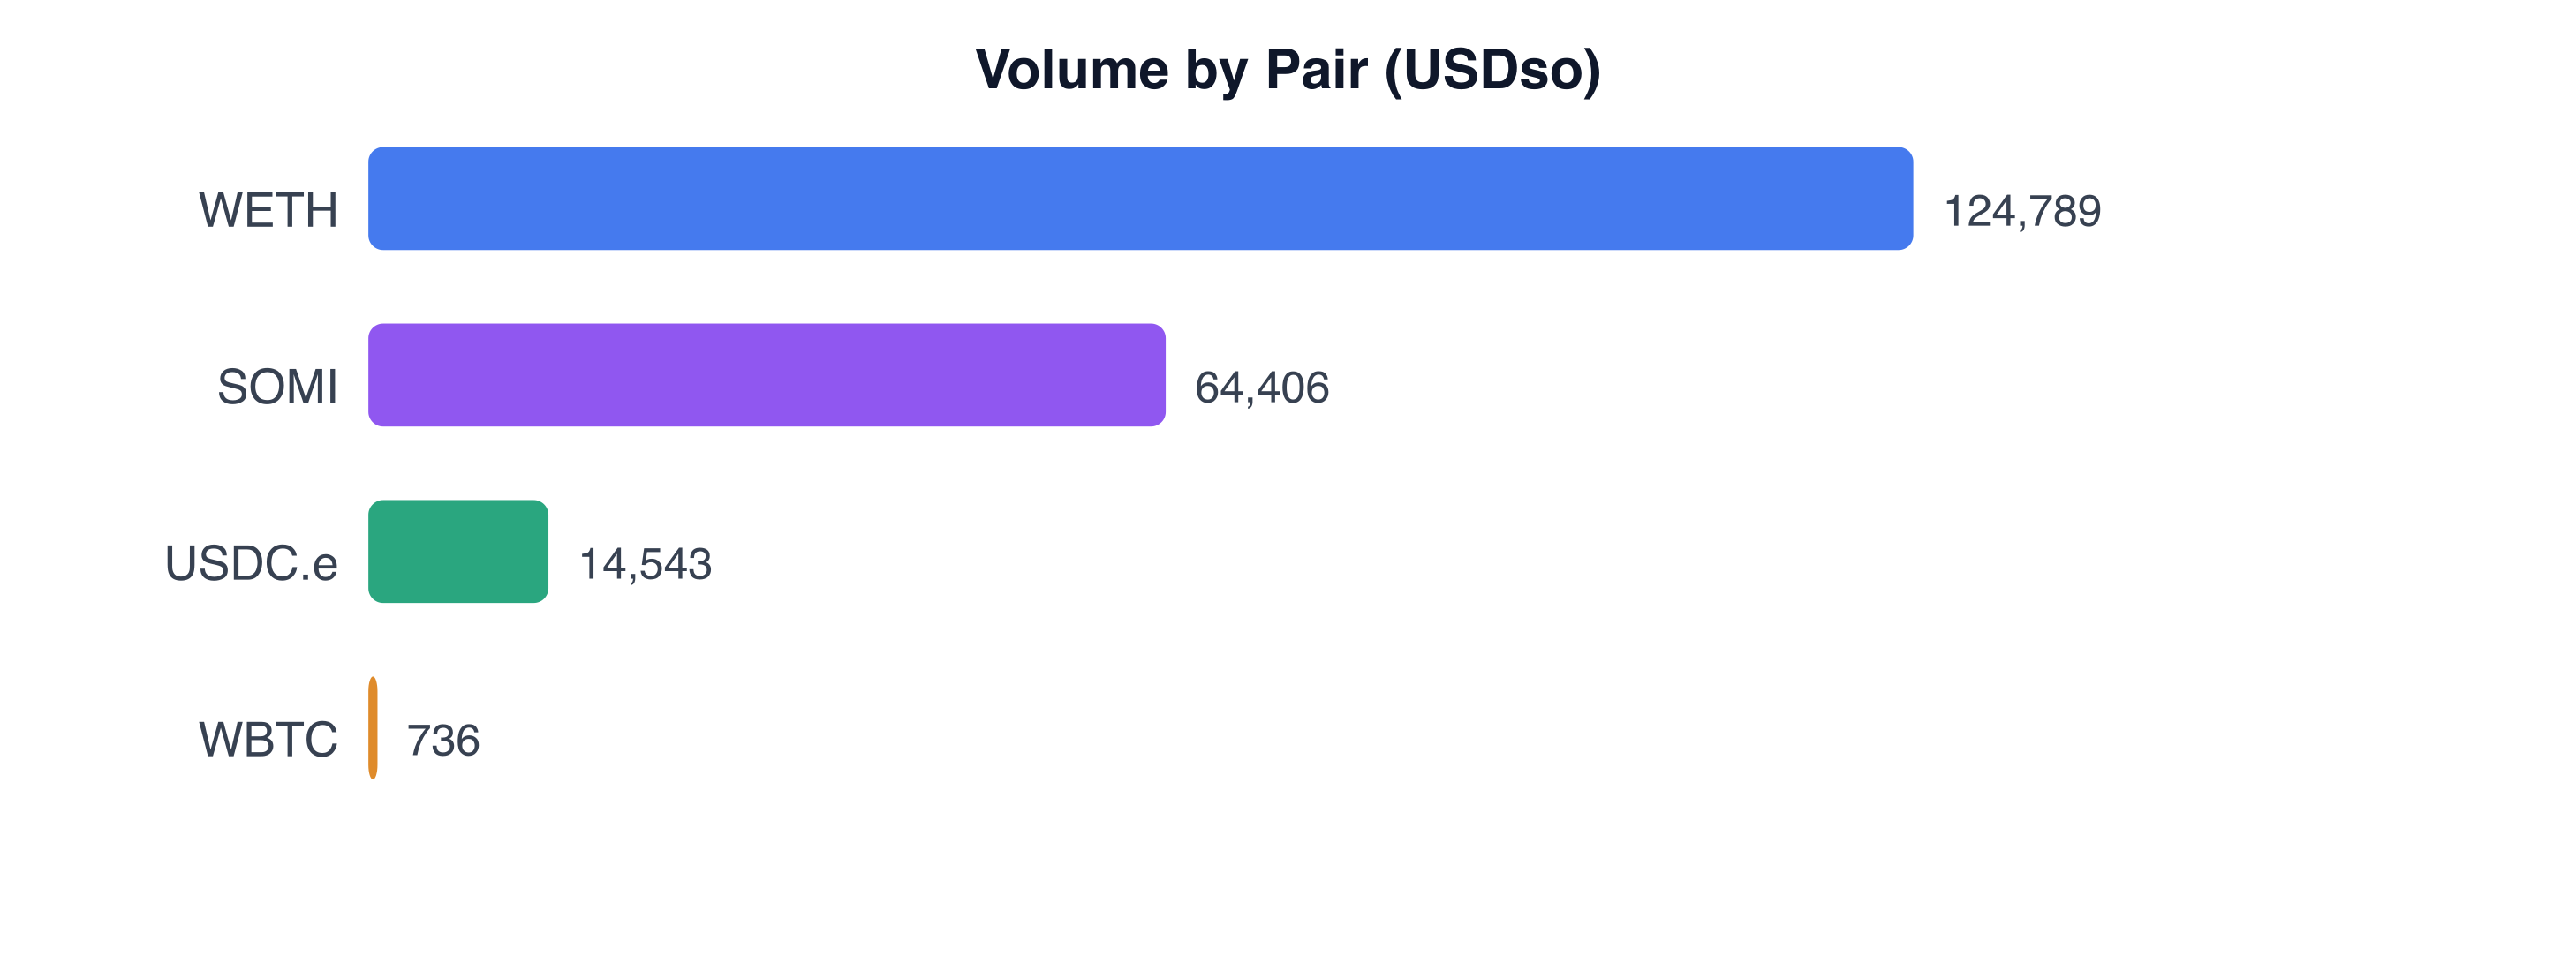 Volume by Pair (USDso)
WETH 124,789
SOMI 64,406
USDC.e 14,543
WBTC 736